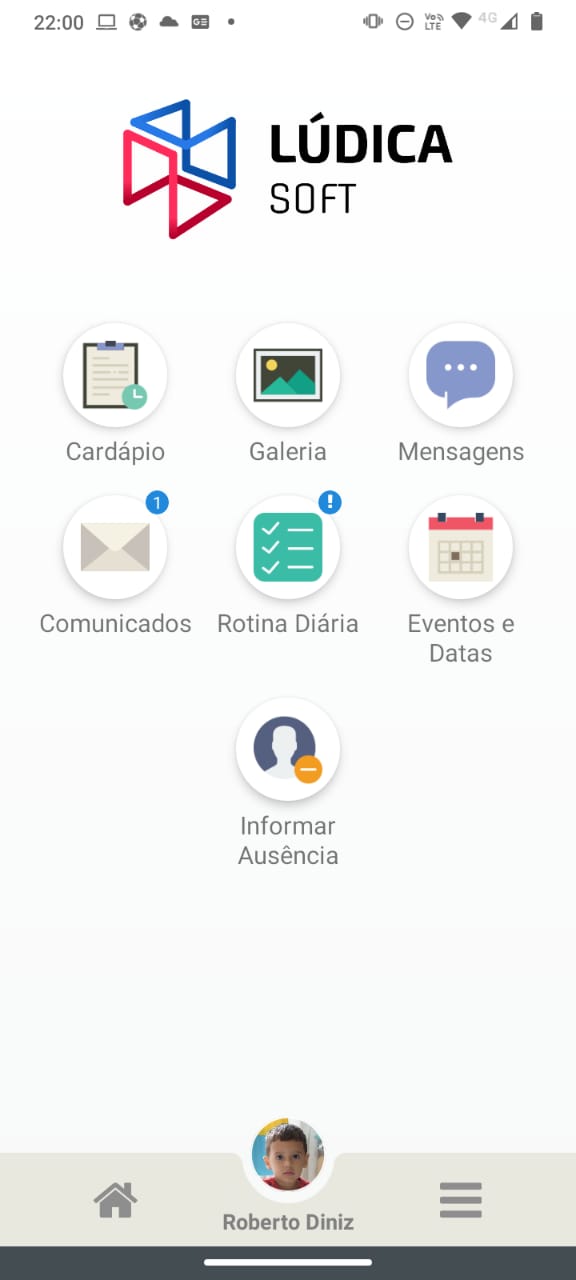 22:00 GE Vo)) 4G
LTE
LÚDICA
SOFT
Cardápio Galeria Mensagens
1 !
Comunicados Rotina Diária Eventos e
Datas
Informar
Ausência
Roberto Diniz